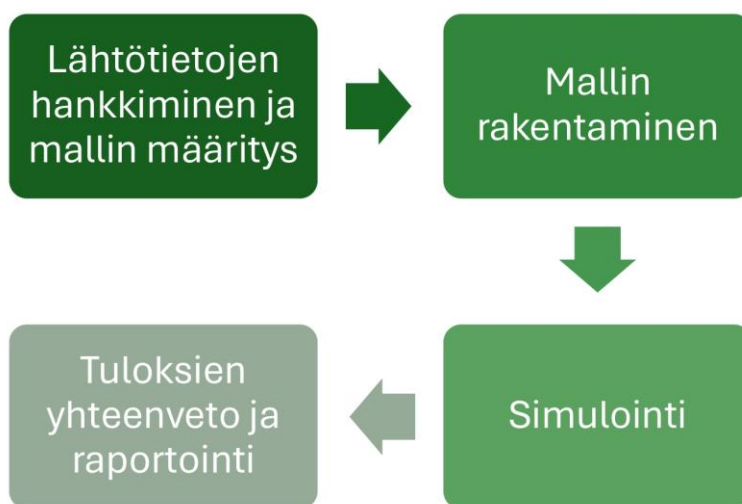 Lähtötietojen
hankkiminen ja
mallin määritys
Mallin
rakentaminen
Simulointi
Tuloksien
yhteenveto ja
raportointi